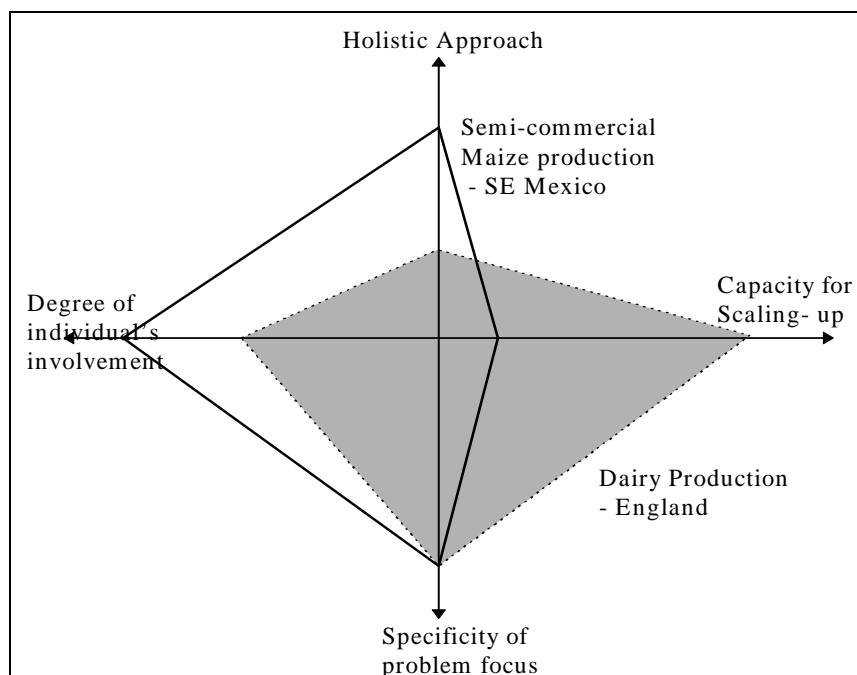 Holistic Approach
Semi-commercial
Maize production
- SE Mexico
Degree of
individual's
involvement
Capacity for
Scaling- up
Dairy Production
- England
Specificity of
problem focus